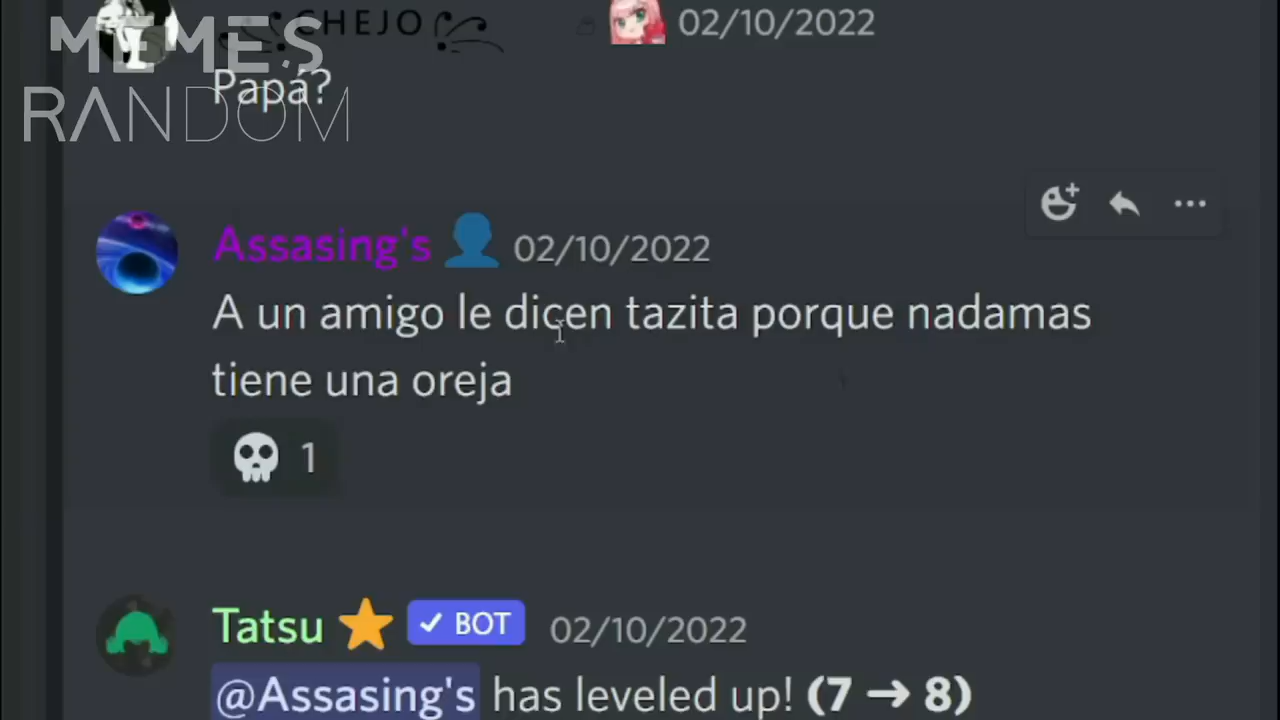 MEMES
RANDOM
CHEJO 02/10/2022
Papá?
Assasing's 02/10/2022
A un amigo le dicen tazita porque nadamas
tiene una oreja
1
Tatsu BOT 02/10/2022
@Assasing's has leveled up! (7 → 8)